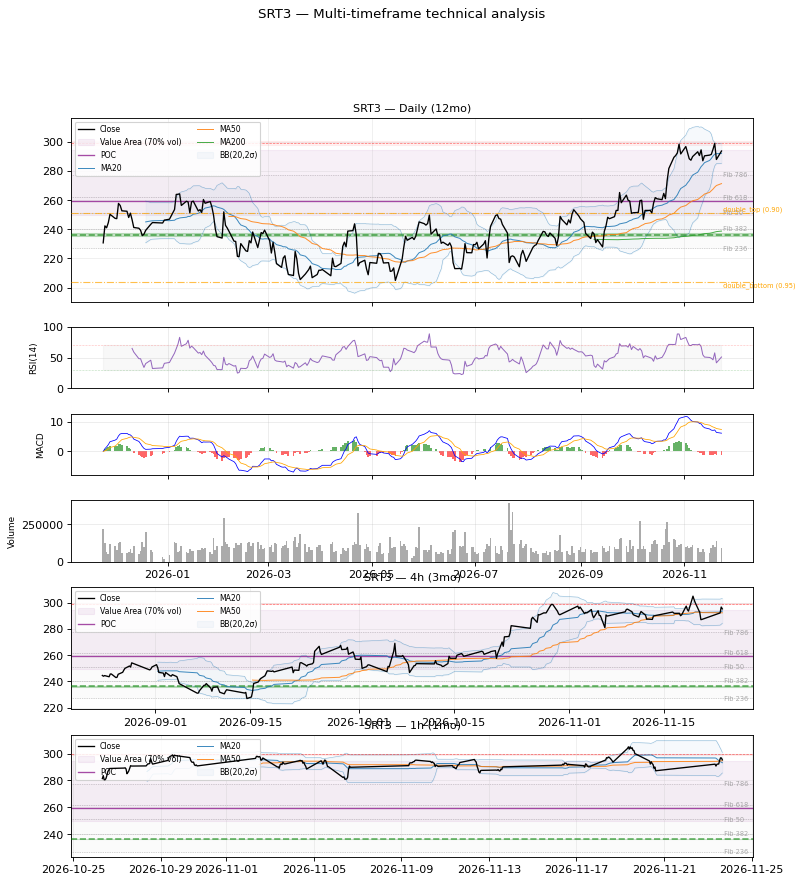 SRT3 — Multi-timeframe technical analysis
SRT3 — Daily (12mo)
Close
Value Area (70% vol)
POC
MA20
MA50
MA200
BB(20,2σ)
300
280
260
240
220
200
Fib 786
Fib 618
double_top (0.90)
Fib 382
Fib 236
double_bottom (0.95)
RSI(14)
100
50
0
MACD
10
0
Volume
250000
0
2026-01
2026-03
2026-05
2026-07
2026-09
2026-11
SRT3 — 4h (3mo)
Close
Value Area (70% vol)
POC
MA20
MA50
BB(20,2σ)
300
280
260
240
220
Fib 786
Fib 618
Fib 50
Fib 382
Fib 236
2026-09-01
2026-09-15
2026-10-01
2026-10-15
2026-11-01
2026-11-15
SRT3 — 1h (1mo)
Close
Value Area (70% vol)
POC
MA20
MA50
BB(20,2σ)
300
280
260
240
Fib 786
Fib 618
Fib 50
Fib 382
Fib 236
2026-10-25
2026-10-29
2026-11-01
2026-11-05
2026-11-09
2026-11-13
2026-11-17
2026-11-21
2026-11-25